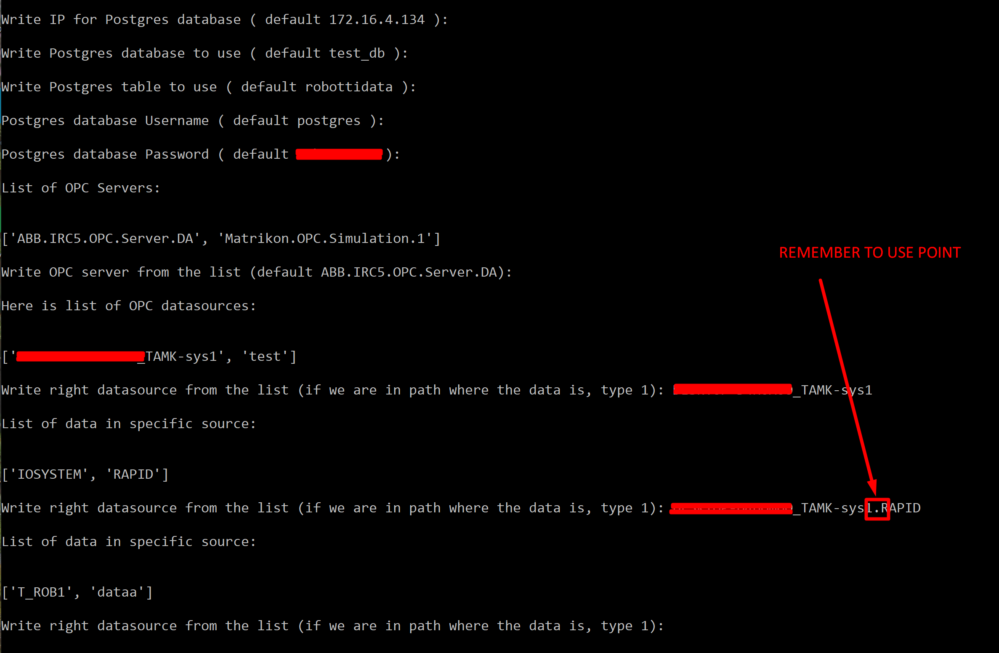 Write IP for Postgres database ( default 172.16.4.134 ):
Write Postgres database to use ( default test_db ):
Write Postgres table to use ( default robottidata ):
Postgres database Username ( default postgres ):
Postgres database Password ( default ):
List of OPC Servers:
['ABB.IRC5.OPC.Server.DA', 'Matrikon.OPC.Simulation.1']
REMEMBER TO USE POINT
Write OPC server from the list (default ABB.IRC5.OPC.Server.DA):
Here is list of OPC datasources:
['_TAMK-sys1', 'test']
Write right datasource from the list (if we are in path where the data is, type 1): _TAMK-sys1
List of data in specific source:
['IOSYSTEM', 'RAPID']
Write right datasource from the list (if we are in path where the data is, type 1): _TAMK-sys1.RAPID
List of data in specific source:
['T_ROB1', 'dataa']
Write right datasource from the list (if we are in path where the data is, type 1):